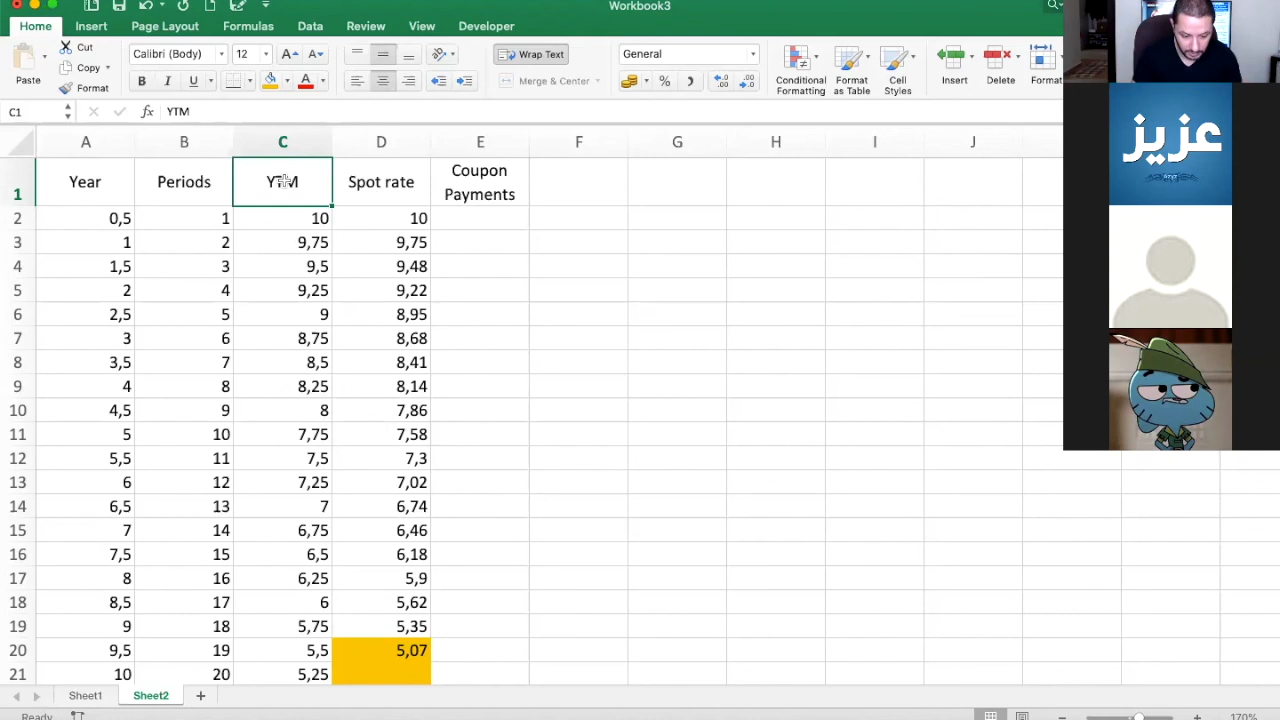 Workbook3
Home Insert Page Layout Formulas Data Review View Developer
Cut
Calibri (Body) 12
Wrap Text
General
Paste
Copy
Format
B I U
Merge & Center
%
Conditional Formatting
Format as Table
Cell Styles
Insert
Delete
Format
C1 fx YTM
A B C D E F G H I J
1 Year Periods YTM Spot rate Coupon Payments
2 0,5 1 10 10
3 1 2 9,75 9,75
4 1,5 3 9,5 9,48
5 2 4 9,25 9,22
6 2,5 5 9 8,95
7 3 6 8,75 8,68
8 3,5 7 8,5 8,41
9 4 8 8,25 8,14
10 4,5 9 8 7,86
11 5 10 7,75 7,58
12 5,5 11 7,5 7,3
13 6 12 7,25 7,02
14 6,5 13 7 6,74
15 7 14 6,75 6,46
16 7,5 15 6,5 6,18
17 8 16 6,25 5,9
18 8,5 17 6 5,62
19 9 18 5,75 5,35
20 9,5 19 5,5 5,07
21 10 20 5,25
Sheet1 Sheet2 +
Ready
170%
عزيز